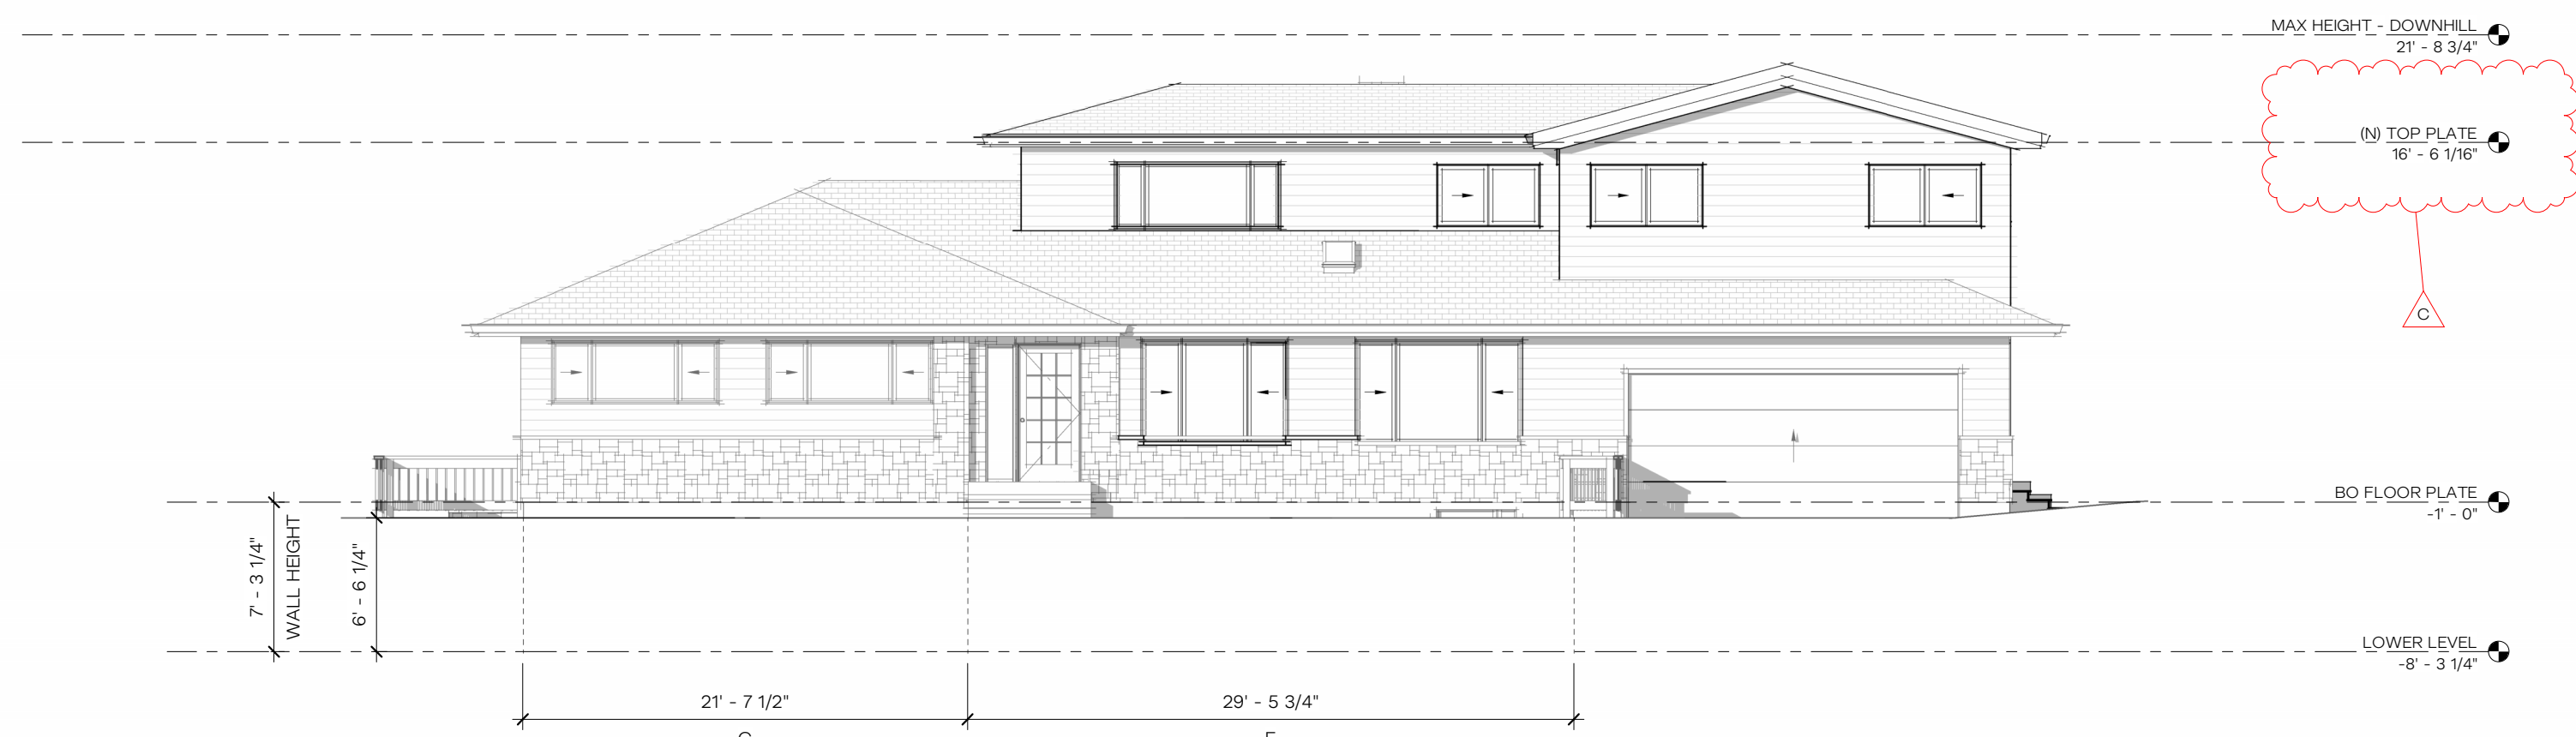 MAX HEIGHT - DOWNHILL
21' - 8 3/4"
(N) TOP PLATE
16' - 6 1/16"
C
BO FLOOR PLATE
-1' - 0"
7' - 3 1/4"
WALL HEIGHT
6' - 6 1/4"
LOWER LEVEL
-8' - 3 1/4"
21' - 7 1/2"
29' - 5 3/4"